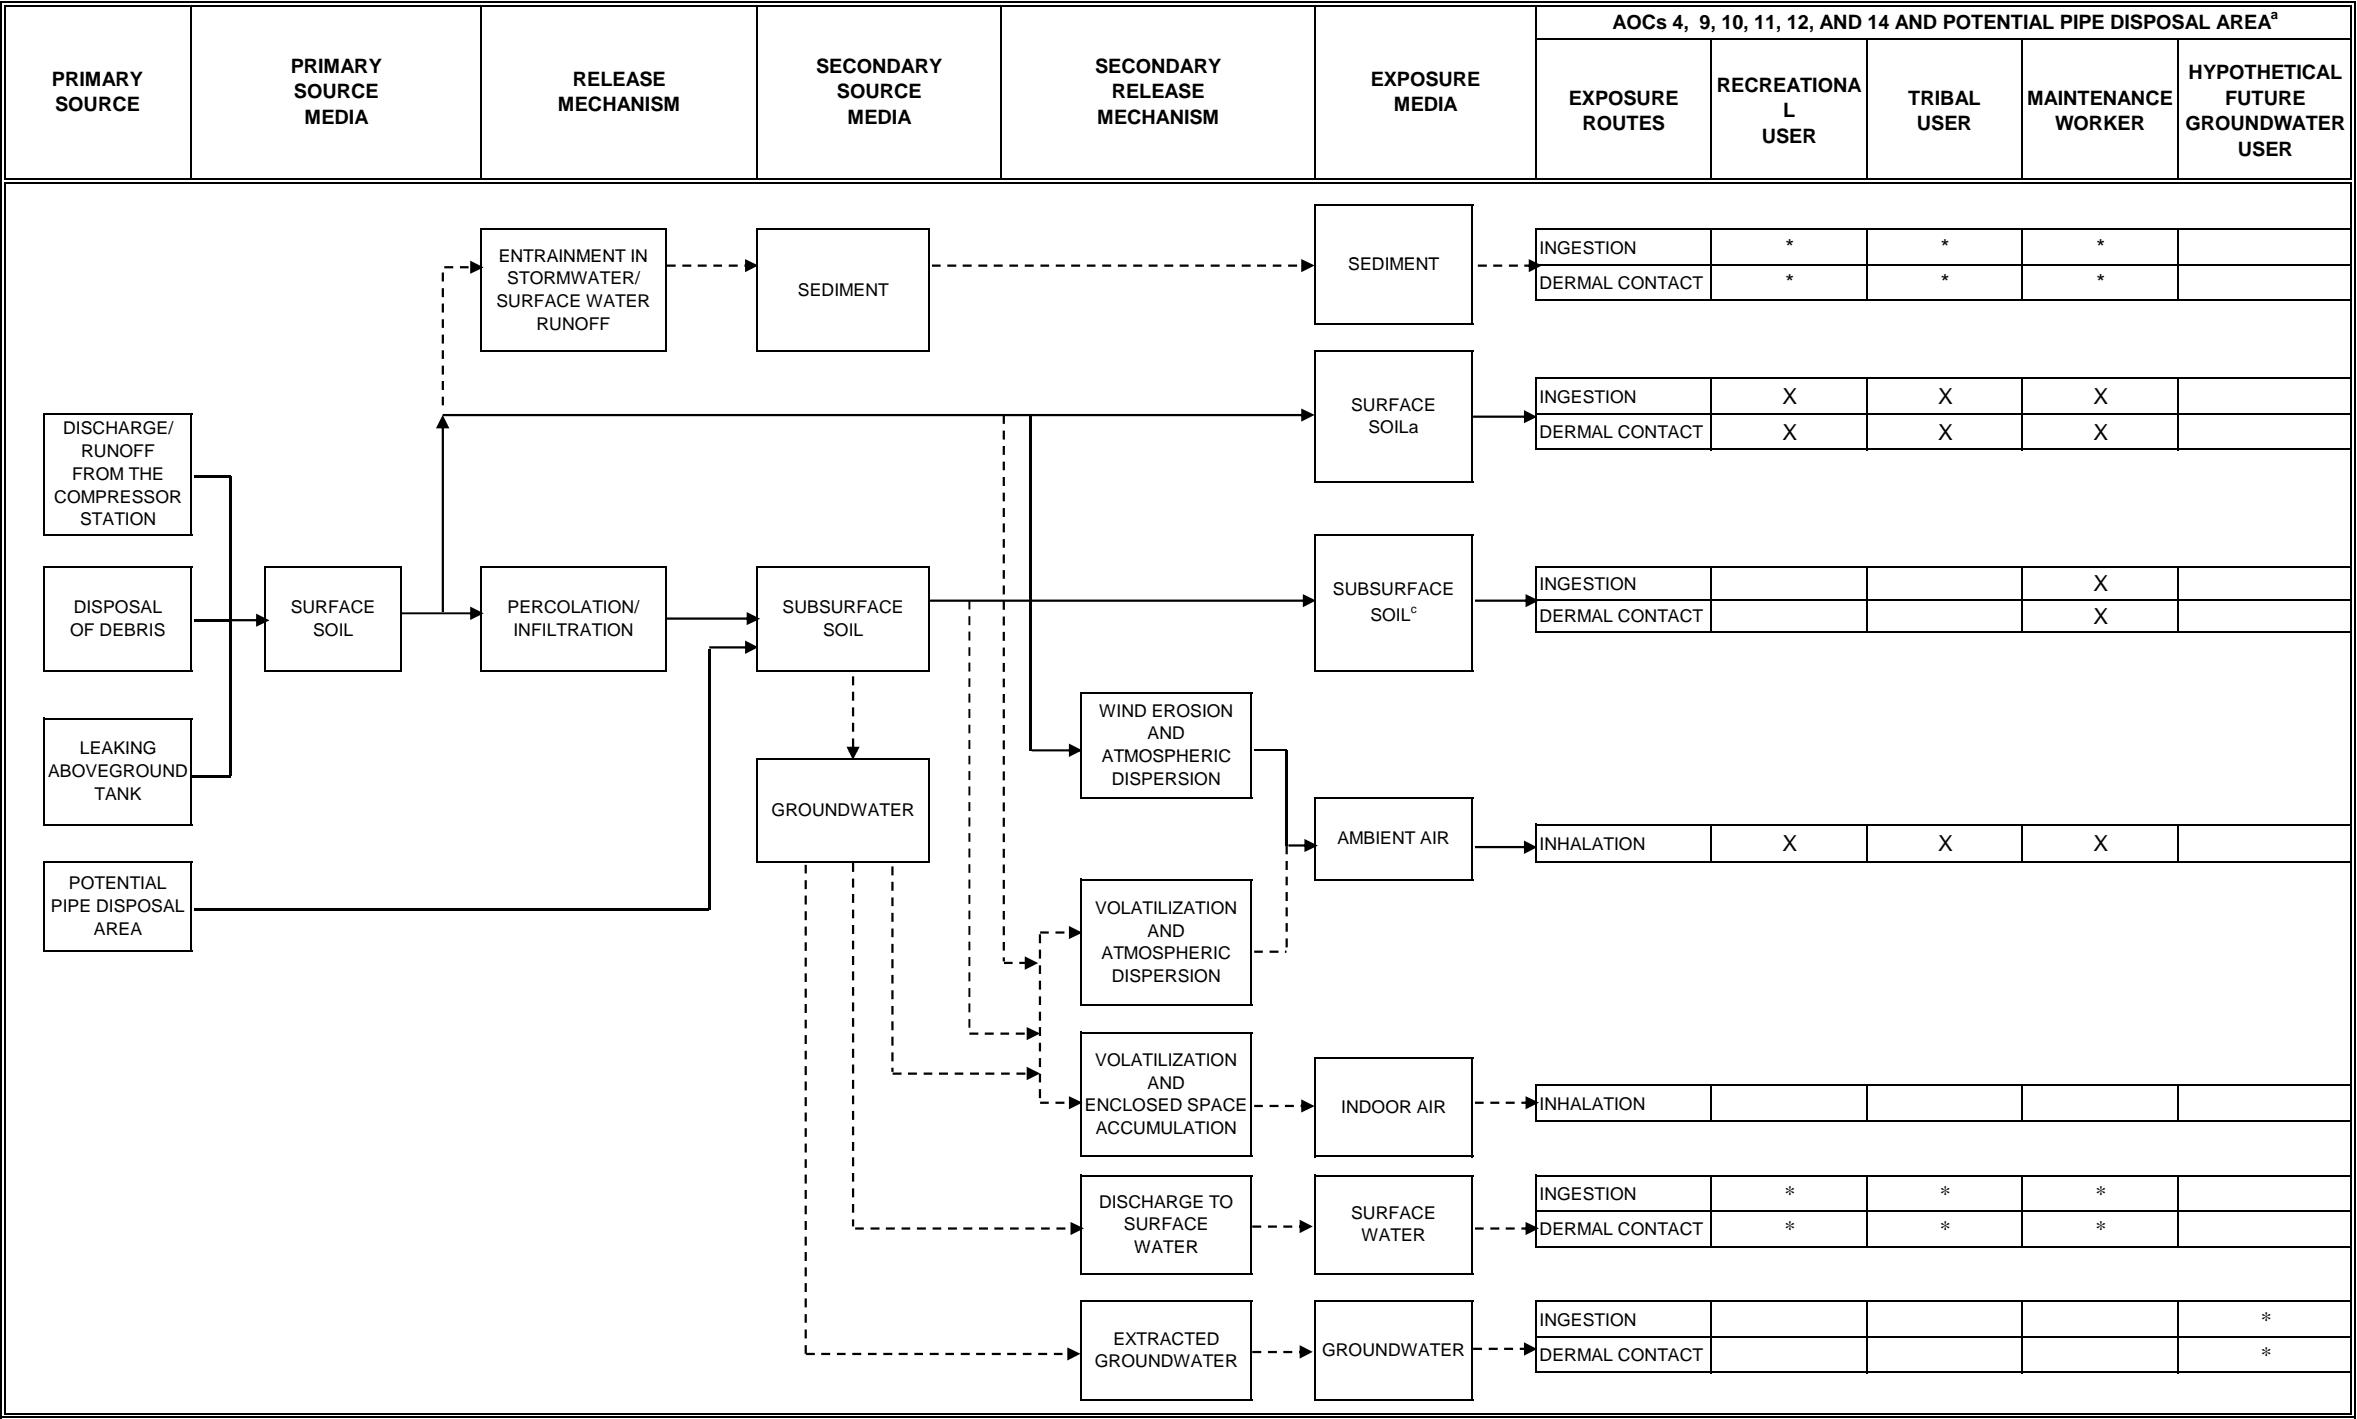 AOCs 4, 9, 10, 11, 12, AND 14 AND POTENTIAL PIPE DISPOSAL AREAᵃ
PRIMARY
SOURCE
PRIMARY
SOURCE
MEDIA
RELEASE
MECHANISM
SECONDARY
SOURCE
MEDIA
SECONDARY
RELEASE
MECHANISM
EXPOSURE
MEDIA
EXPOSURE
ROUTES
RECREATIONA
L
USER
TRIBAL
USER
MAINTENANCE
WORKER
HYPOTHETICAL
FUTURE
GROUNDWATER
USER
ENTRAINMENT IN
STORMWATER/
SURFACE WATER
RUNOFF
SEDIMENT
SEDIMENT
INGESTION * * *
DERMAL CONTACT * * *
DISCHARGE/
RUNOFF
FROM THE
COMPRESSOR
STATION
SURFACE
SOILa
INGESTION X X X
DERMAL CONTACT X X X
DISPOSAL
OF DEBRIS
SURFACE
SOIL
PERCOLATION/
INFILTRATION
SUBSURFACE
SOIL
SUBSURFACE
SOILᶜ
INGESTION X
DERMAL CONTACT X
LEAKING
ABOVEGROUND
TANK
GROUNDWATER
WIND EROSION
AND
ATMOSPHERIC
DISPERSION
AMBIENT AIR
INHALATION X X X
POTENTIAL
PIPE DISPOSAL
AREA
VOLATILIZATION
AND
ATMOSPHERIC
DISPERSION
VOLATILIZATION
AND
ENCLOSED SPACE
ACCUMULATION
INDOOR AIR
INHALATION
DISCHARGE TO
SURFACE
WATER
SURFACE
WATER
INGESTION * * *
DERMAL CONTACT * * *
EXTRACTED
GROUNDWATER
GROUNDWATER
INGESTION *
DERMAL CONTACT *